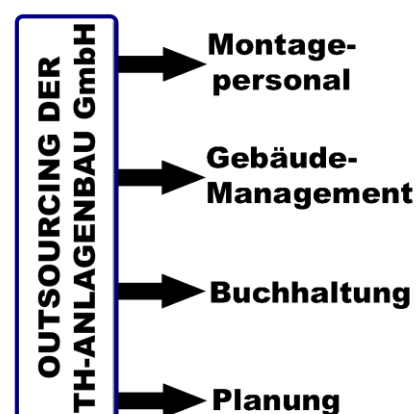 OUTSOURCING DER
TH-ANLAGENBAU GmbH
Montage-
personal
Gebäude-
Management
Buchhaltung
Planung